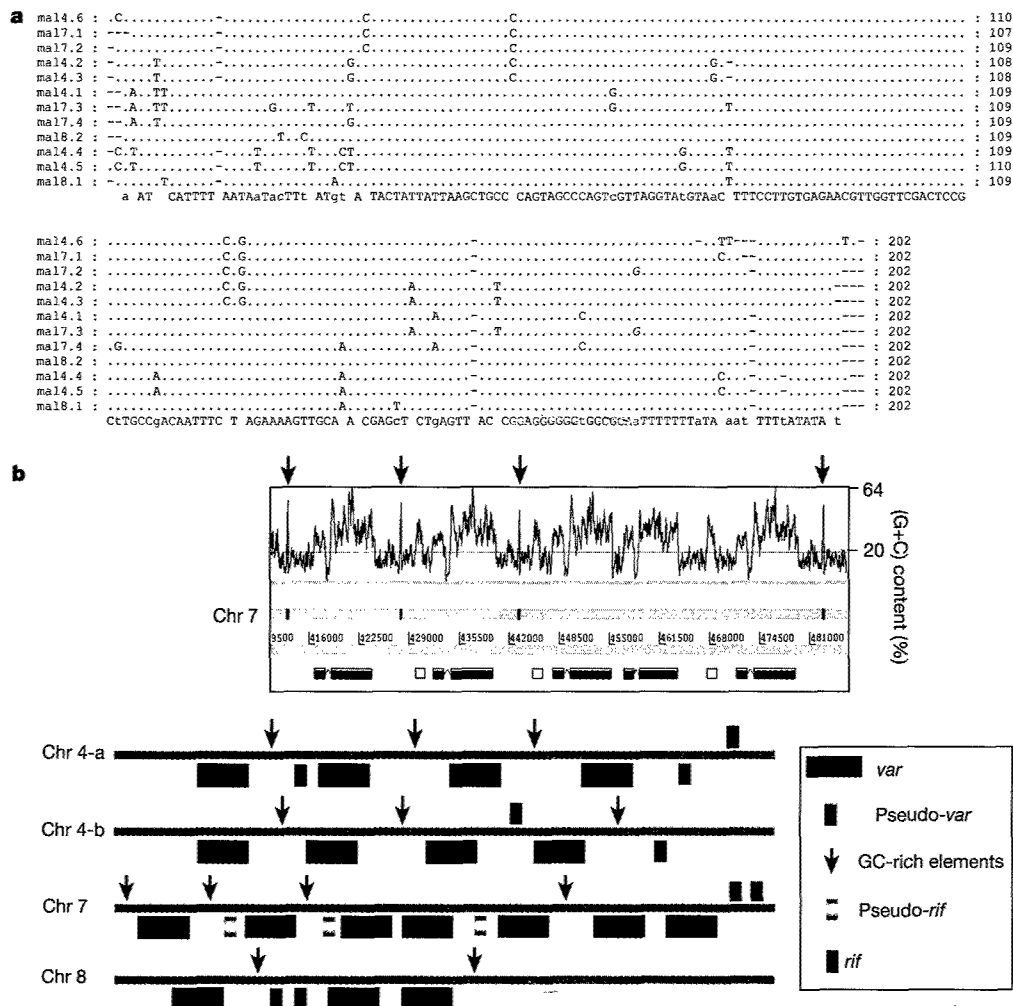 a
mal4.6 : .C............-..................C..................C.......................................................... : 110
mal7.1 : ---...........-..................C..................C.......................................................... : 107
mal7.2 : -................................C..................C.......................................................... : 109
mal4.2 : -.....T.......-................G....................C.........................G.-.............................. : 108
mal4.3 : -.....T.......-................G....................C.........................G.-.............................. : 108
mal4.1 : --.A..TT.........................................................G............................................. : 109
mal7.3 : --.A..TT.............G....T....T.................................G..............T.............................. : 109
mal7.4 : --.A..T........................G............................................................................... : 109
mal8.2 : --....................T..C..................................................................................... : 109
mal4.4 : -C.T..........-....T......T...CT..........................................G.....T.............................. : 109
mal4.5 : .C.T..........-....T......T...CT..........................................G.....T.............................. : 110
mal8.1 : -......T......-..............A..................................................T.............................. : 109
a AT CATTTT AATAaTacTTt ATgt A TACTATTATTAAGCTGCC CAGTAGCCCAGTcGTTAGGTAtGTAaC TTTCCTTGTGAGAACGTTGGTTCGACTCCG
mal4.6 : ...............C.G.............................-............................-..TT---...........T.- : 202
mal7.1 : ...............C.G.............................-...............................C..--.............. : 202
mal7.2 : ...............C.G.............................-....................G..............-...........--- : 202
mal4.2 : ...............C.G.....................A..........T...........................................---- : 202
mal4.3 : ...............C.G.....................A..........T...........................................---- : 202
mal4.1 : ..........................................A....-.............C.....................-...........--- : 202
mal7.3 : .......................................A.......-..T.................G..............-...........--- : 202
mal7.4 : .G............................A...........A....-.............C.....................-...........--- : 202
mal8.2 : ...............................................-...................................-...........--- : 202
mal4.4 : ......A.......................A................-...............................C...-...-.......--- : 202
mal4.5 : ......A.......................A................-...............................C...-...-.......--- : 202
mal8.1 : ..............................A......T.........-...................................-...........--- : 202
CtTGCCgACAATTTC T AGAAAAGTTGCA A CGAGcT CTgAGTT AC CGGAGGGGGGtGGCGcaaTTTTTTTaTA aat TTTtATATA t
b
64
20
(G+C) content (%)
Chr 7
9500 416000 422500 429000 435500 442000 448500 455000 461500 468000 474500 481000
Chr 4-a
Chr 4-b
Chr 7
Chr 8
var
Pseudo-var
GC-rich elements
Pseudo-rif
rif